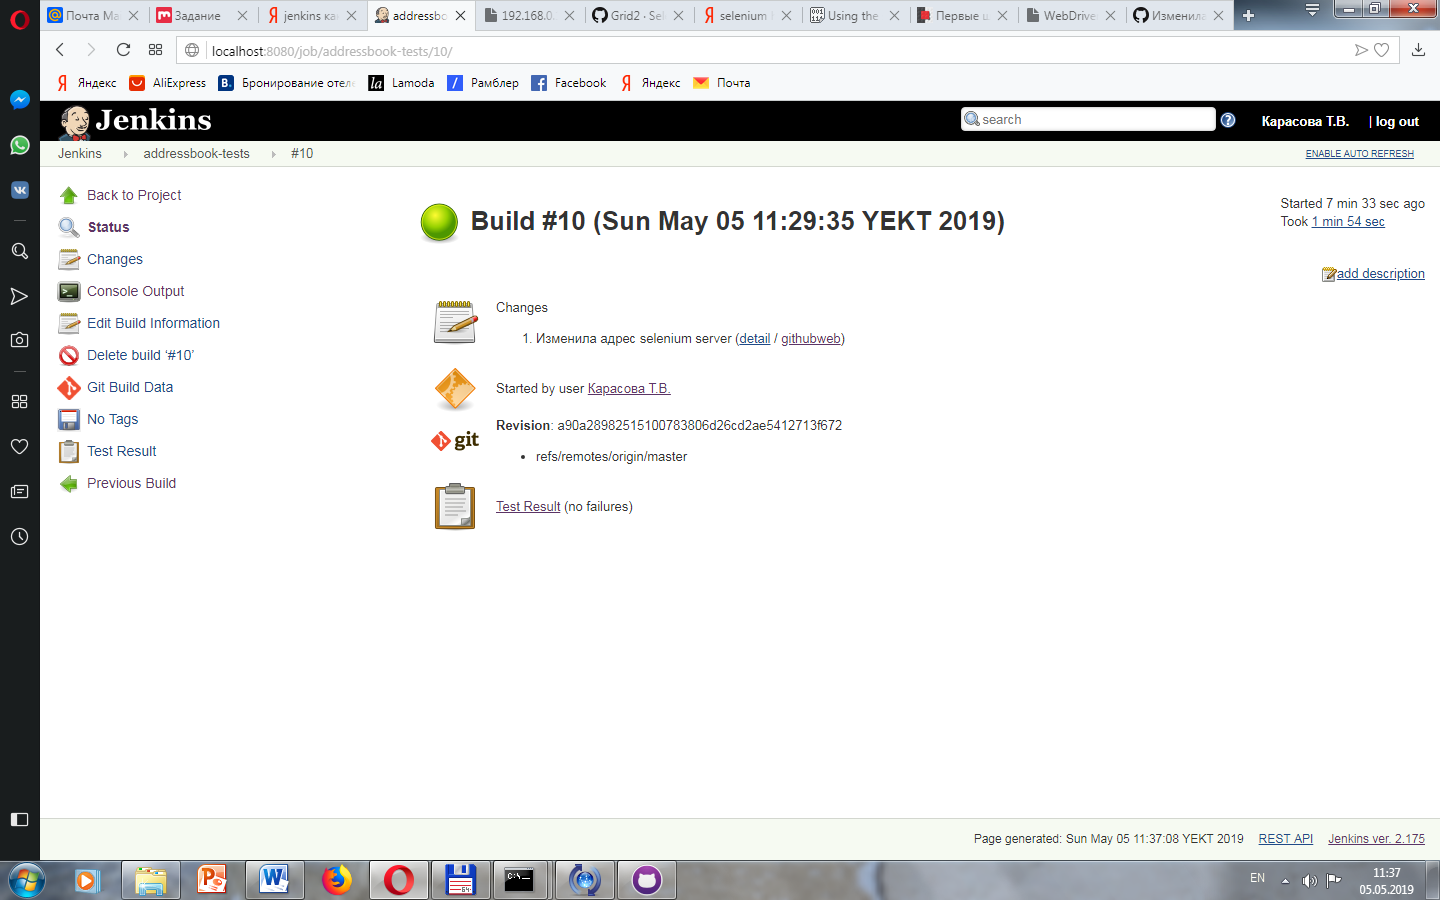 Почта Ма
Задание
jenkins ка
addressbo
192.168.0.
Grid2 · Se
selenium
Using the
Первые ш
WebDrive
Изменила
localhost:8080/job/addressbook-tests/10/
Яндекс
AliExpress
Бронирование отеле
Lamoda
Рамблер
Facebook
Яндекс
Почта
Jenkins
search
Карасова Т.В.
| log out
Jenkins
addressbook-tests
#10
ENABLE AUTO REFRESH
Back to Project
Status
Changes
Console Output
Edit Build Information
Delete build ‘#10’
Git Build Data
No Tags
Test Result
Previous Build
Build #10 (Sun May 05 11:29:35 YEKT 2019)
Started 7 min 33 sec ago
Took 1 min 54 sec
add description
Changes
1. Изменила адрес selenium server (detail / githubweb)
Started by user Карасова Т.В.
git
Revision: a90a28982515100783806d26cd2ae5412713f672
• refs/remotes/origin/master
Test Result (no failures)
Page generated: Sun May 05 11:37:08 YEKT 2019
REST API
Jenkins ver. 2.175
EN
11:37
05.05.2019